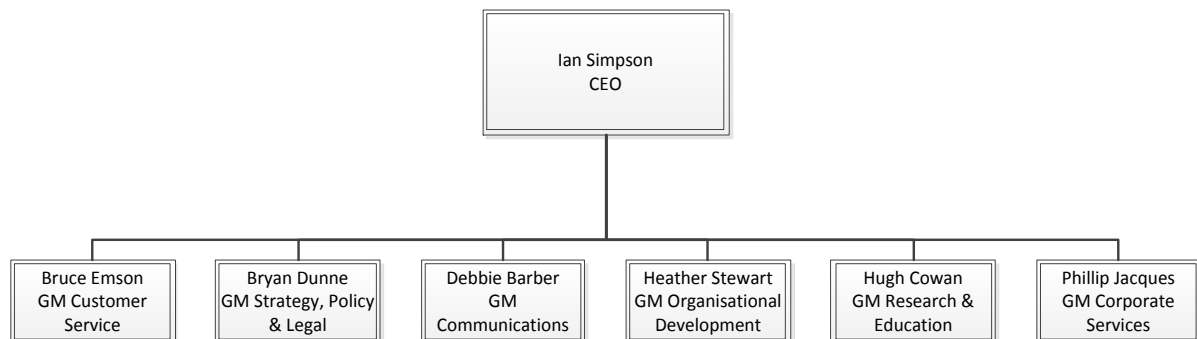 Ian Simpson
CEO
Bruce Emson
GM Customer
Service
Bryan Dunne
GM Strategy, Policy
& Legal
Debbie Barber
GM
Communications
Heather Stewart
GM Organisational
Development
Hugh Cowan
GM Research &
Education
Phillip Jacques
GM Corporate
Services